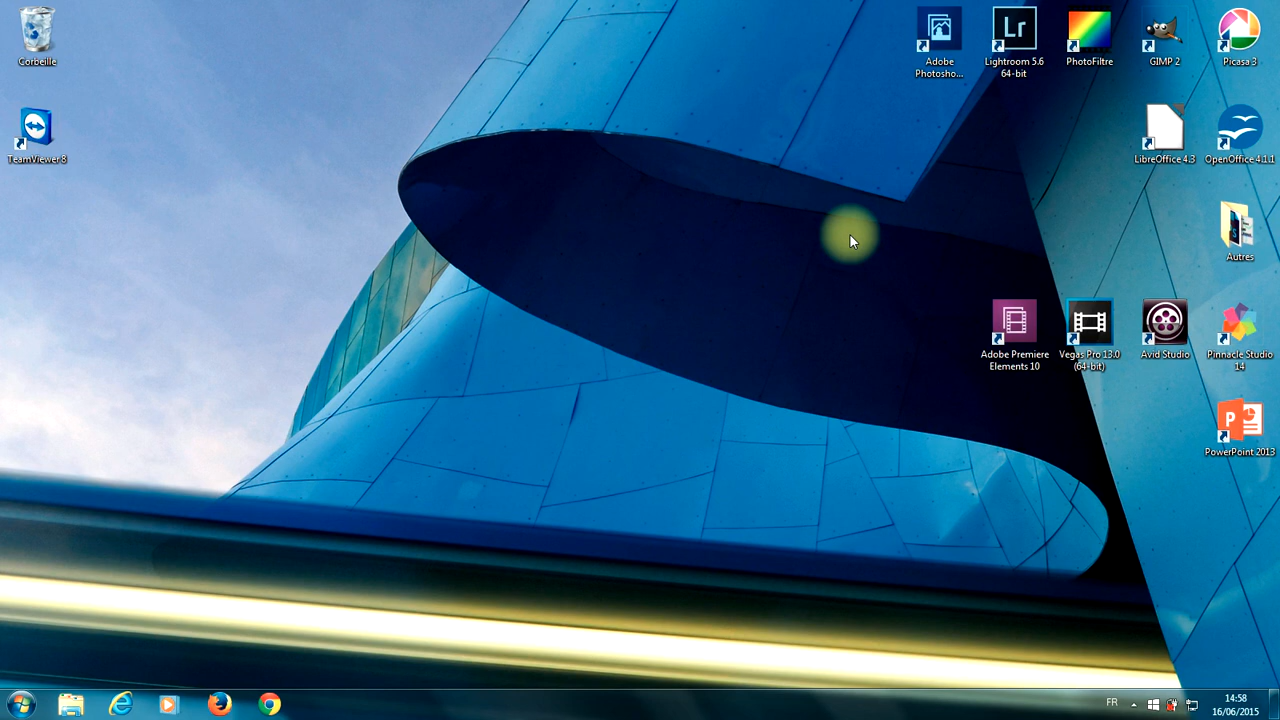 Corbeille
TeamViewer 8
Adobe
Photosho...
Lr
Lightroom 5.6
64-bit
PhotoFiltre
GIMP 2
Picasa 3
LibreOffice 4.3
OpenOffice 4.1.1
Autres
Adobe Premiere
Elements 10
Vegas Pro 13.0
(64-bit)
Avid Studio
Pinnacle Studio
14
P
PowerPoint 2013
FR
14:58
16/06/2015